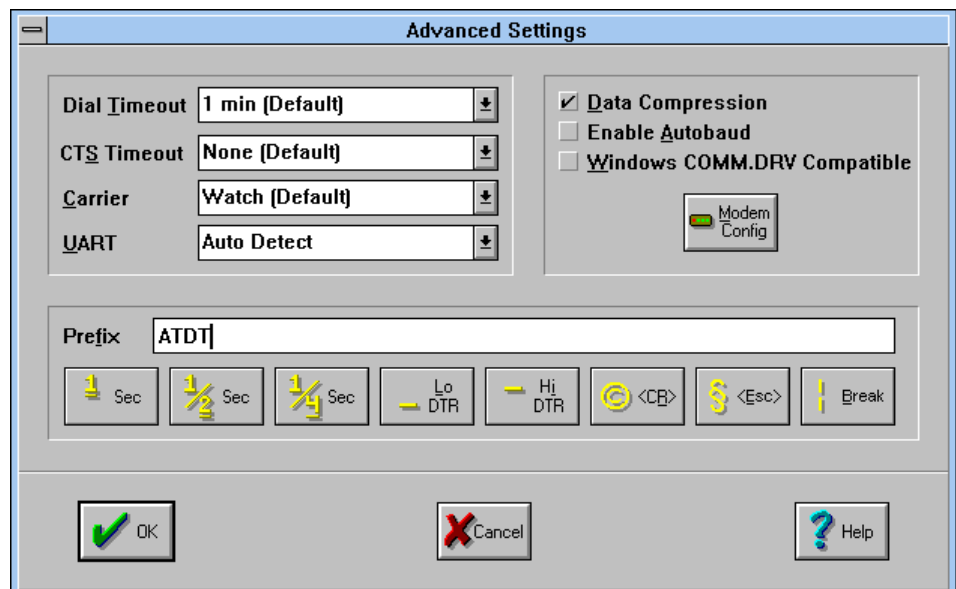 Advanced Settings
Dial Timeout 1 min (Default)
CTS Timeout None (Default)
Carrier Watch (Default)
UART Auto Detect
Data Compression
Enable Autobaud
Windows COMM.DRV Compatible
Modem
Config
Prefix ATDT
1 Sec
1/2 Sec
1/4 Sec
Lo
DTR
Hi
DTR
© <CR>
§ <Esc>
¦ Break
OK
Cancel
? Help